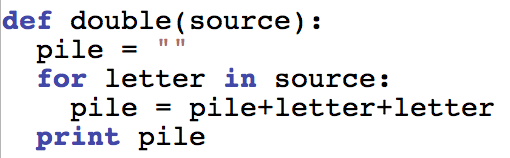 def double(source):
  pile = ""
  for letter in source:
    pile = pile+letter+letter
  print pile